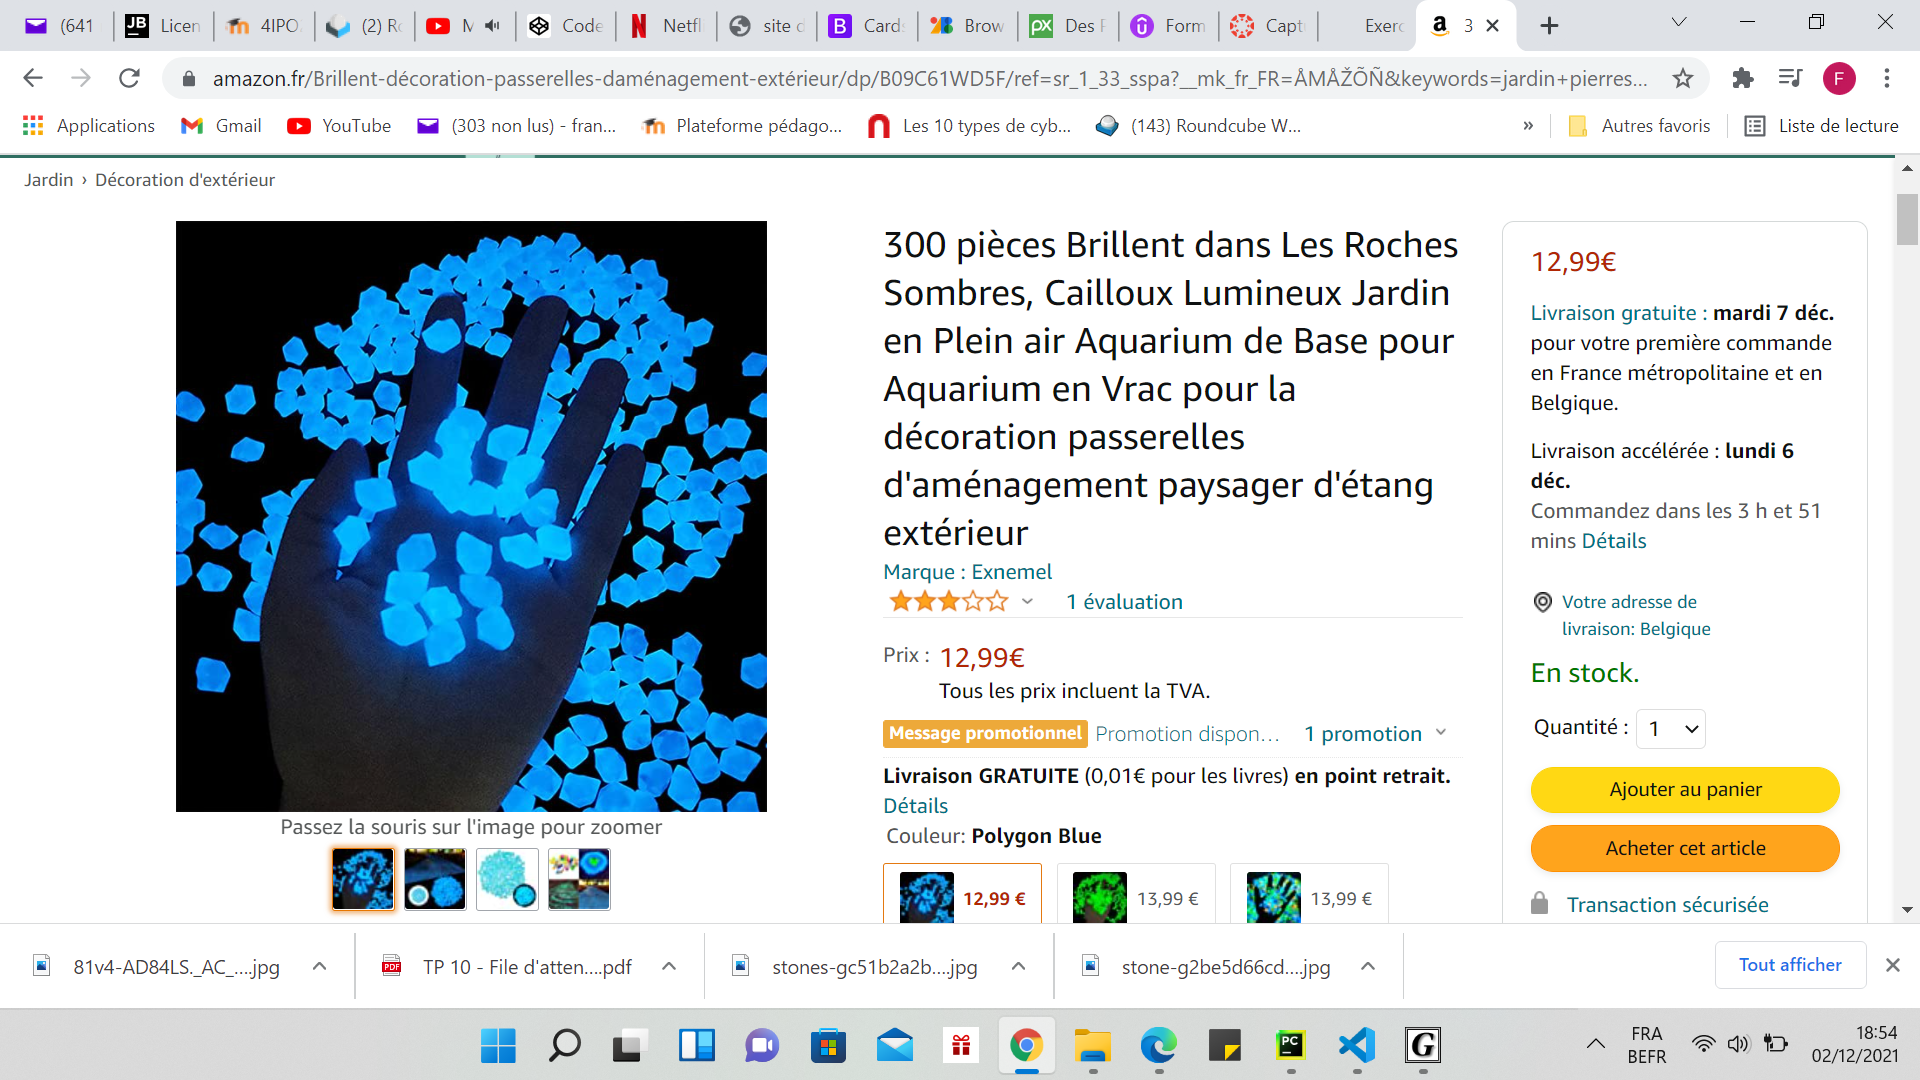 (641
Licen
4IPO
(2) Ro
M
Code
Netfl
site d
Cards
Brow
Des P
Form
Capt
Exerc
3
amazon.fr/Brillent-décoration-passerelles-daménagement-extérieur/dp/B09C61WD5F/ref=sr_1_33_sspa?__mk_fr_FR=ÅMÅŽÕÑ&keywords=jardin+pierres...
F
Applications
Gmail
YouTube
(303 non lus) - fran...
Plateforme pédago...
Les 10 types de cyb...
(143) Roundcube W...
»
Autres favoris
Liste de lecture
Jardin › Décoration d'extérieur
300 pièces Brillent dans Les Roches
Sombres, Cailloux Lumineux Jardin
en Plein air Aquarium de Base pour
Aquarium en Vrac pour la
décoration passerelles
d'aménagement paysager d'étang
extérieur
Marque : Exnemel
1 évaluation
Prix : 12,99€
Tous les prix incluent la TVA.
Message promotionnel Promotion dispon... 1 promotion
Livraison GRATUITE (0,01€ pour les livres) en point retrait.
Détails
Couleur: Polygon Blue
12,99 €
13,99 €
13,99 €
Passez la souris sur l'image pour zoomer
12,99€
Livraison gratuite : mardi 7 déc.
pour votre première commande
en France métropolitaine et en
Belgique.
Livraison accélérée : lundi 6
déc.
Commandez dans les 3 h et 51
mins Détails
Votre adresse de
livraison: Belgique
En stock.
Quantité : 1
Ajouter au panier
Acheter cet article
Transaction sécurisée
81v4-AD84LS._AC_....jpg
PDF
TP 10 - File d'atten....pdf
stones-gc51b2a2b....jpg
stone-g2be5d66cd....jpg
Tout afficher
PC
G
FRA
BEFR
18:54
02/12/2021